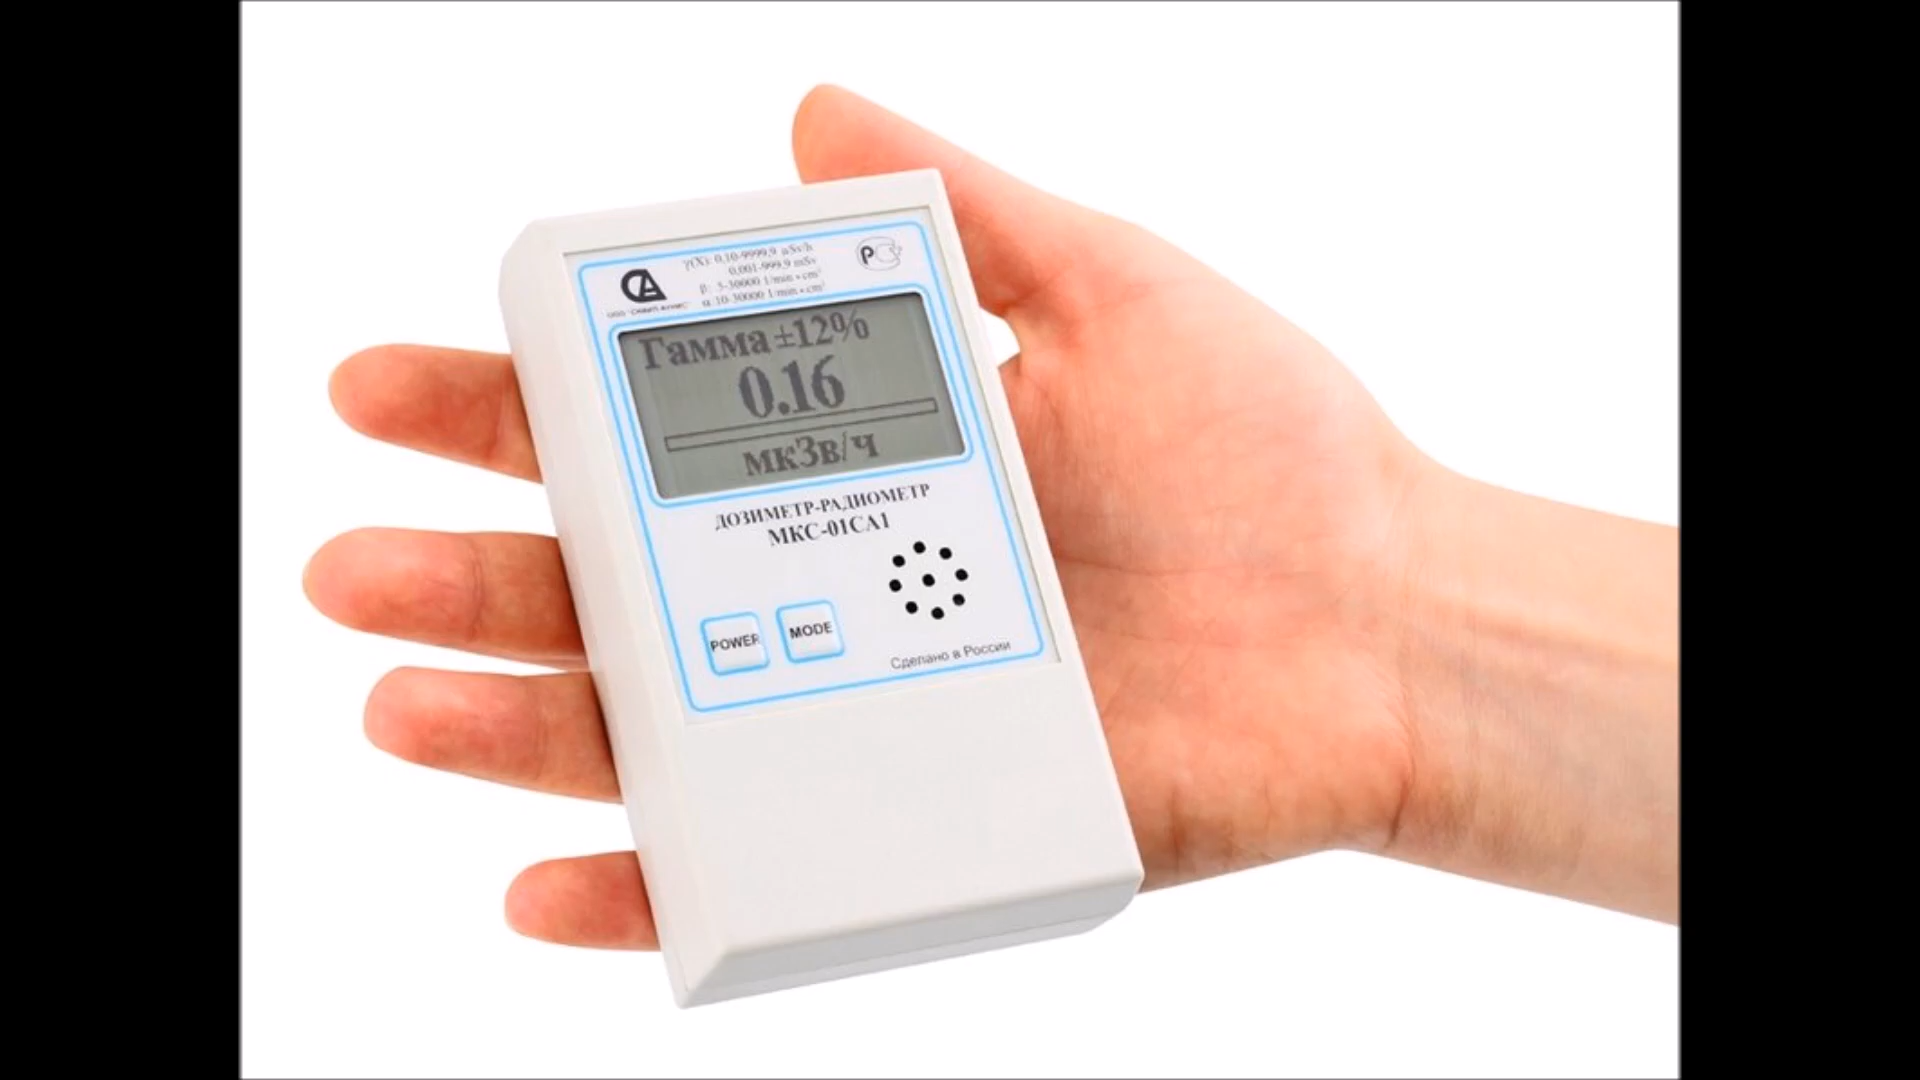 γ(X): 0,10-9999,9 μSv/h
0,001-999,9 mSv
β: 5-30000 1/min•cm²
α 10-30000 1/min•cm²
Гамма ±12%
0.16
мкЗв/ч
ДОЗИМЕТР-РАДИОМЕТР
МКС-01СА1
POWER
MODE
Сделано в России